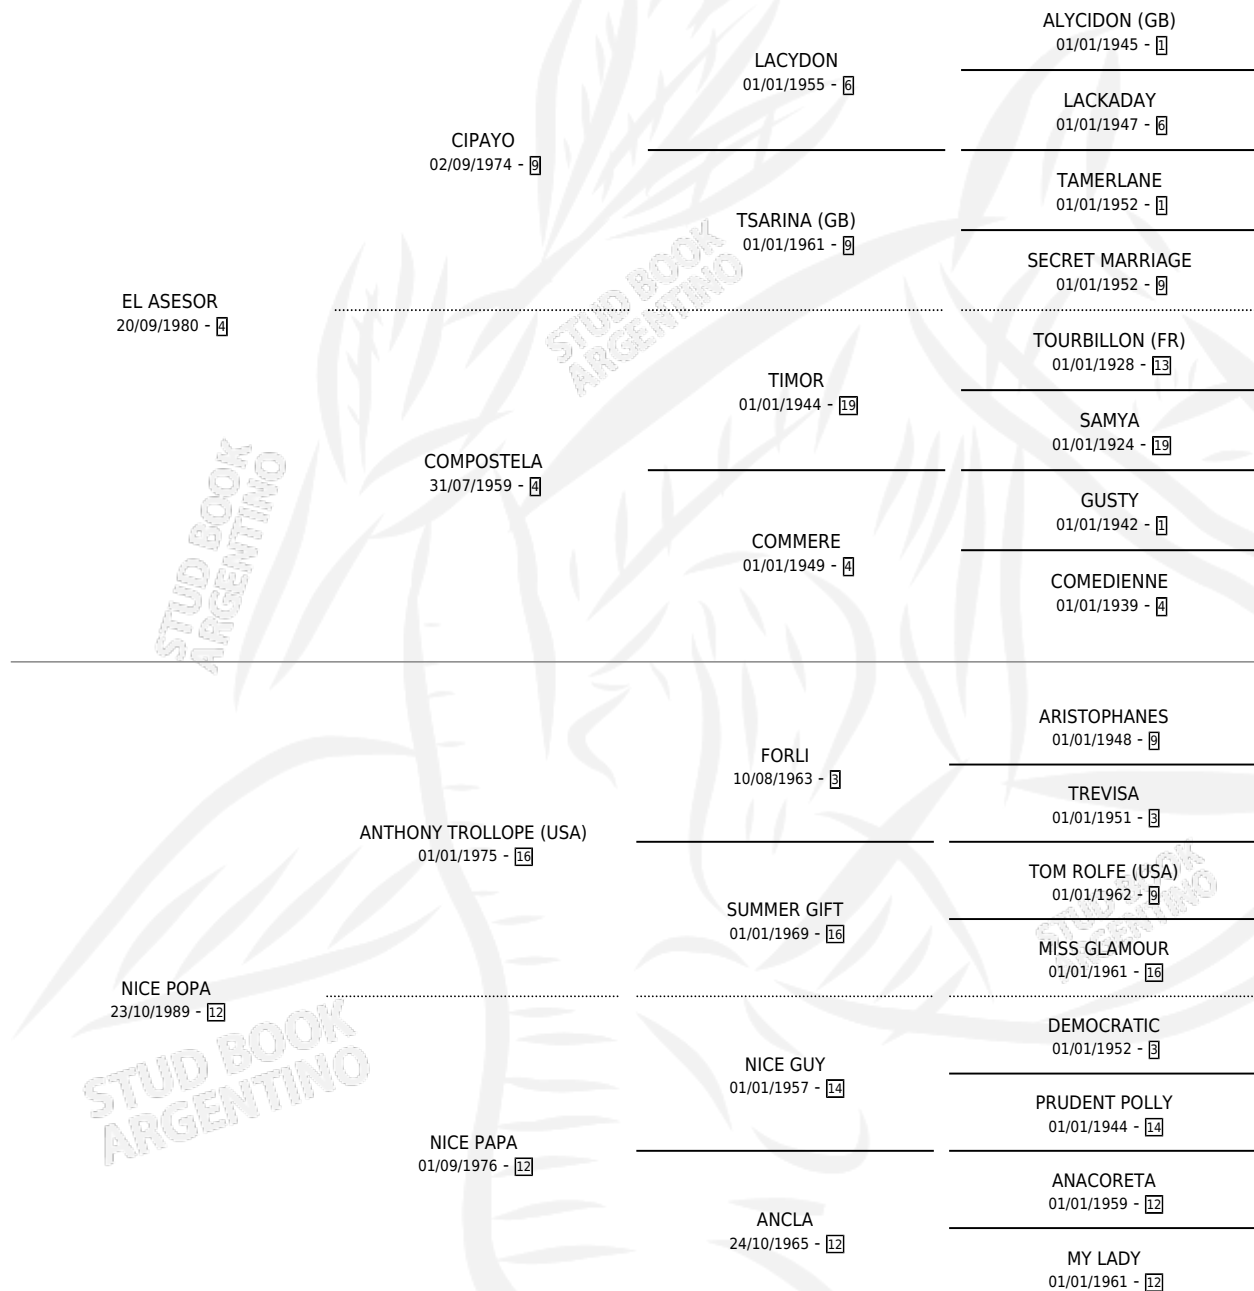 ALYCIDON (GB)
01/01/1945 - 1
LACYDON
01/01/1955 - 6
LACKADAY
01/01/1947 - 6
CIPAYO
02/09/1974 - 9
TAMERLANE
01/01/1952 - 1
TSARINA (GB)
01/01/1961 - 9
SECRET MARRIAGE
01/01/1952 - 9
EL ASESOR
20/09/1980 - 4
TOURBILLON (FR)
01/01/1928 - 13
TIMOR
01/01/1944 - 19
SAMYA
01/01/1924 - 19
COMPOSTELA
31/07/1959 - 4
GUSTY
01/01/1942 - 1
COMMERE
01/01/1949 - 4
COMEDIENNE
01/01/1939 - 4
ARISTOPHANES
01/01/1948 - 9
FORLI
10/08/1963 - 3
TREVISA
01/01/1951 - 3
ANTHONY TROLLOPE (USA)
01/01/1975 - 16
TOM ROLFE (USA)
01/01/1962 - 9
SUMMER GIFT
01/01/1969 - 16
MISS GLAMOUR
01/01/1961 - 16
NICE POPA
23/10/1989 - 12
DEMOCRATIC
01/01/1952 - 3
NICE GUY
01/01/1957 - 14
PRUDENT POLLY
01/01/1944 - 14
NICE PAPA
01/09/1976 - 12
ANACORETA
01/01/1959 - 12
ANCLA
24/10/1965 - 12
MY LADY
01/01/1961 - 12
STUD BOOK
ARGENTINO
STUD BOOK
ARGENTINO
STUD BOOK
ARGENTINO
STUD BOOK
ARGENTINO